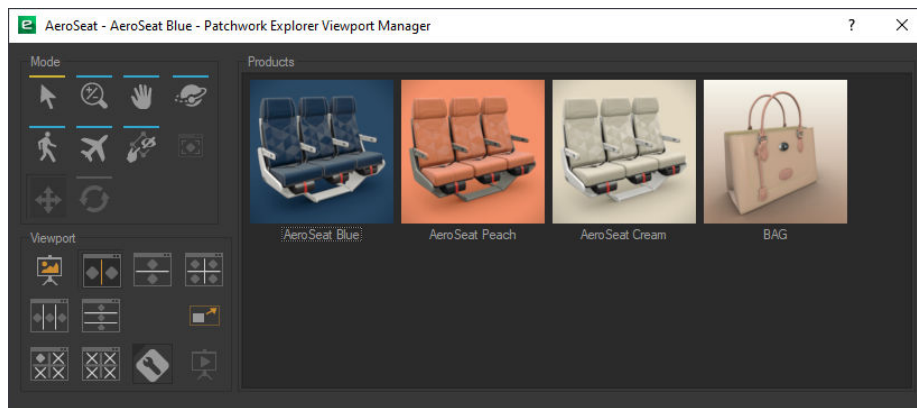 AeroSeat - AeroSeat Blue - Patchwork Explorer Viewport Manager
Mode
Products
AeroSeat Blue
AeroSeat Peach
AeroSeat Cream
BAG
Viewport